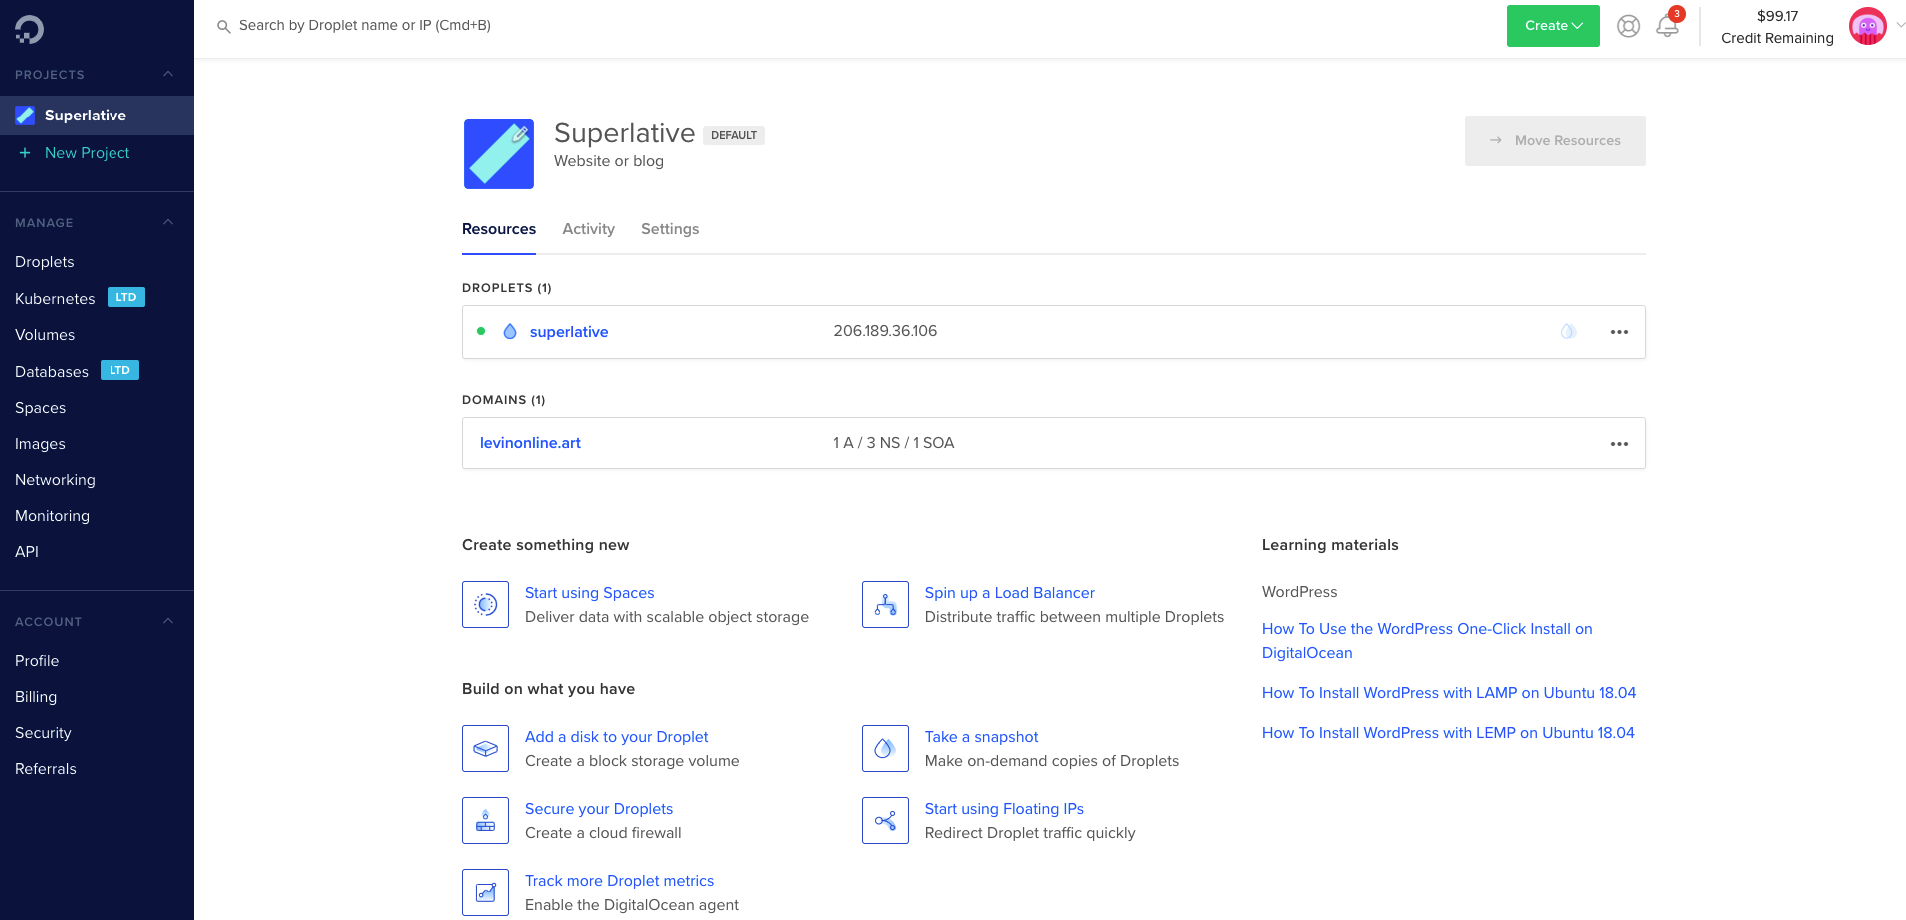 Search by Droplet name or IP (Cmd+B)
Create
3
$99.17
Credit Remaining
PROJECTS
Superlative
New Project
MANAGE
Droplets
Kubernetes LTD
Volumes
Databases LTD
Spaces
Images
Networking
Monitoring
API
ACCOUNT
Profile
Billing
Security
Referrals
Superlative DEFAULT
Website or blog
→ Move Resources
Resources Activity Settings
DROPLETS (1)
superlative 206.189.36.106
DOMAINS (1)
levinonline.art 1 A / 3 NS / 1 SOA
Create something new
Start using Spaces
Deliver data with scalable object storage
Spin up a Load Balancer
Distribute traffic between multiple Droplets
Build on what you have
Add a disk to your Droplet
Create a block storage volume
Take a snapshot
Make on-demand copies of Droplets
Secure your Droplets
Create a cloud firewall
Start using Floating IPs
Redirect Droplet traffic quickly
Track more Droplet metrics
Enable the DigitalOcean agent
Learning materials
WordPress
How To Use the WordPress One-Click Install on
DigitalOcean
How To Install WordPress with LAMP on Ubuntu 18.04
How To Install WordPress with LEMP on Ubuntu 18.04